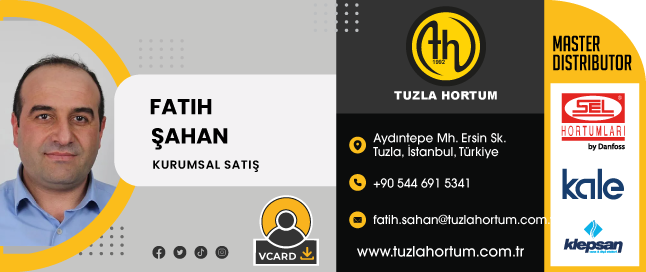 FATIH
ŞAHAN
KURUMSAL SATIŞ
VCARD
1992
TUZLA HORTUM
Aydıntepe Mh. Ersin Sk.
Tuzla, İstanbul, Türkiye
+90 544 691 5341
fatih.sahan@tuzlahortum.com.
www.tuzlahortum.com.tr
MASTER
DISTRIBUTOR
SEL
HORTUMLARI
by Danfoss
kale
klepsan